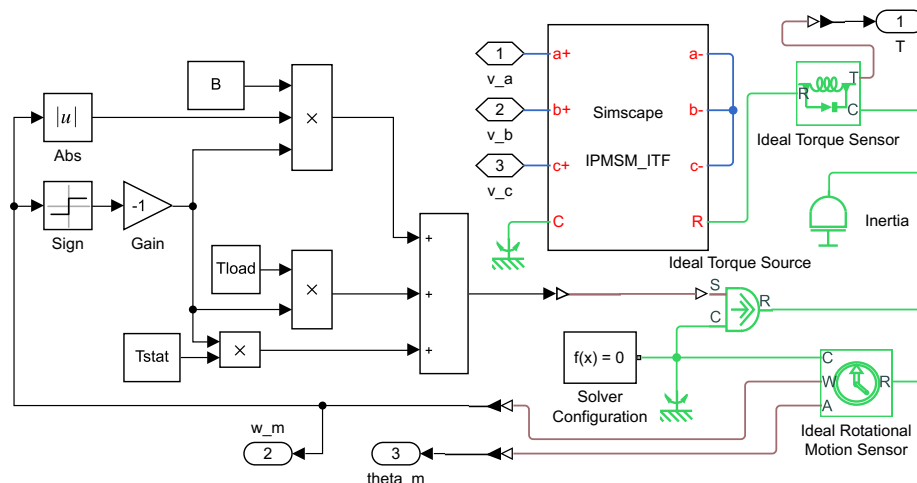 1
T
1
a+
a-
v_a
B
Simscape
R
T
C
2
b+
b-
|u|
×
v_b
Ideal Torque Sensor
Abs
IPMSM_ITF
3
c+
c-
v_c
-1
Sign
Gain
+
C
R
Inertia
Tload
Ideal Torque Source
×
+
S
R
C
Tstat
×
+
f(x) = 0
C
W
R
A
Solver
Configuration
w_m
2
3
theta_m
Ideal Rotational
Motion Sensor